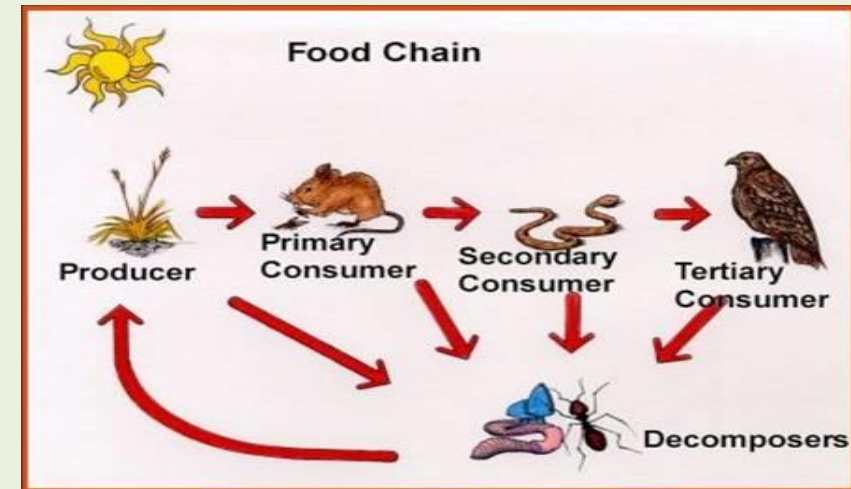 Food Chain
Producer
Primary
Consumer
Secondary
Consumer
Tertiary
Consumer
Decomposers